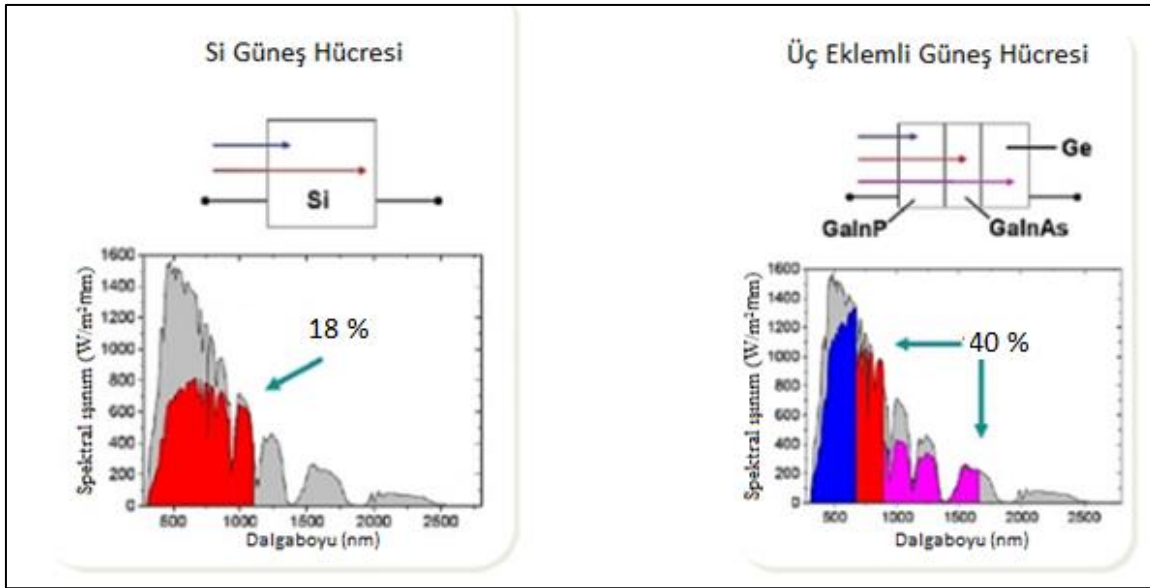 Si Güneş Hücresi
Si
Spektral ışınım (W/m²mm)
1600
1400
1200
1000
800
600
400
200
0
18 %
500 1000 1500 2000 2500
Dalgaboyu (nm)
Üç Eklemli Güneş Hücresi
Ge
GaInP
GaInAs
Spektral ışınım (W/m²mm)
1600
1400
1200
1000
800
600
400
200
0
40 %
500 1000 1500 2000 2500
Dalgaboyu (nm)